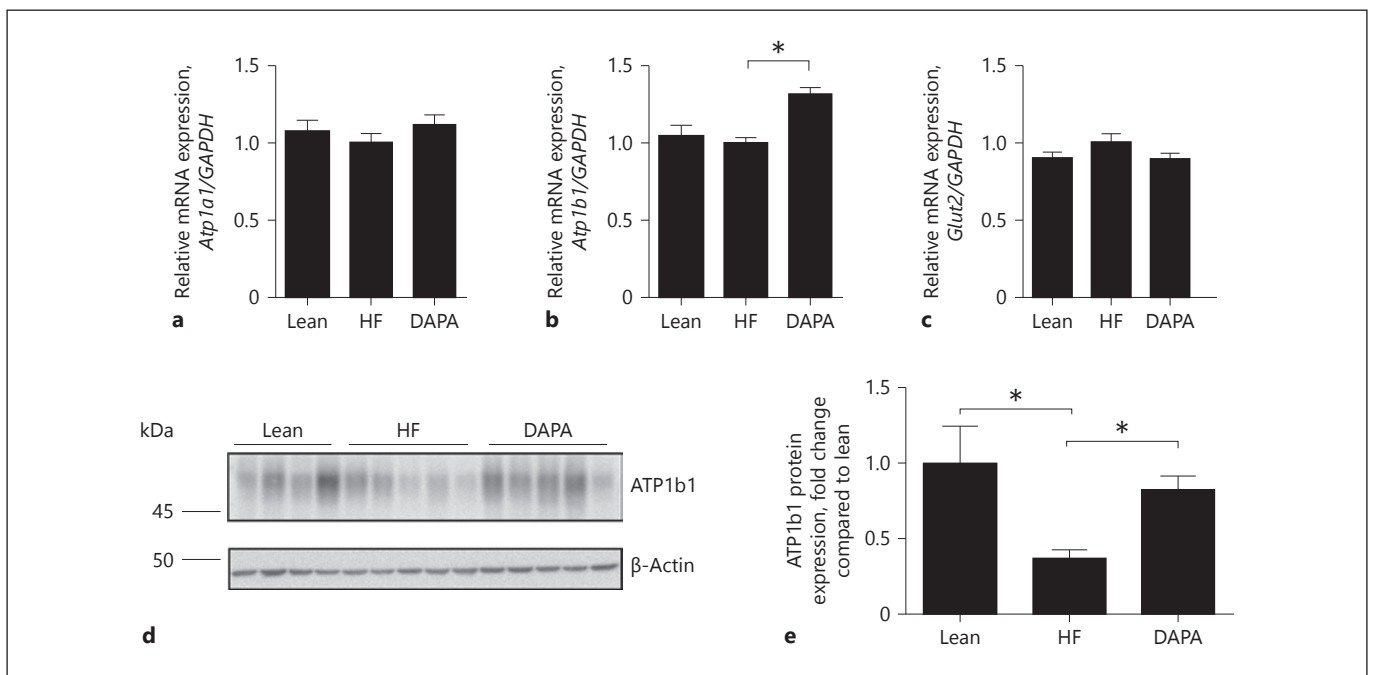 Relative mRNA expression,
Atp1a1/GAPDH
1.5
1.0
0.5
0
Lean HF DAPA
a
Relative mRNA expression,
Atp1b1/GAPDH
1.5
1.0
0.5
0
*
Lean HF DAPA
b
Relative mRNA expression,
Glut2/GAPDH
1.5
1.0
0.5
0
Lean HF DAPA
c
kDa
Lean HF DAPA
ATP1b1
45
50
β-Actin
d
ATP1b1 protein
expression, fold change
compared to lean
1.5
1.0
0.5
0
*
*
Lean HF DAPA
e